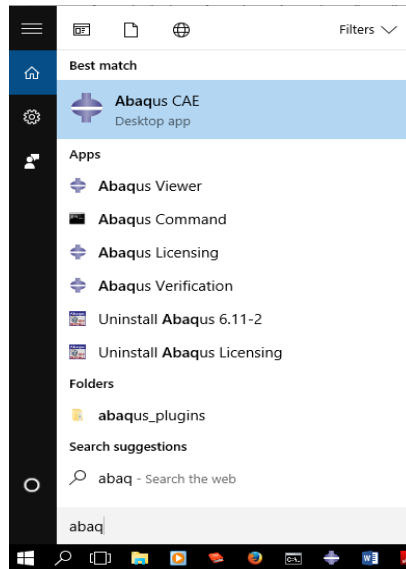 Filters
Best match
Abaqus CAE
Desktop app
Apps
Abaqus Viewer
Abaqus Command
Abaqus Licensing
Abaqus Verification
Uninstall Abaqus 6.11-2
Uninstall Abaqus Licensing
Folders
abaqus_plugins
Search suggestions
abaq - Search the web
abaq